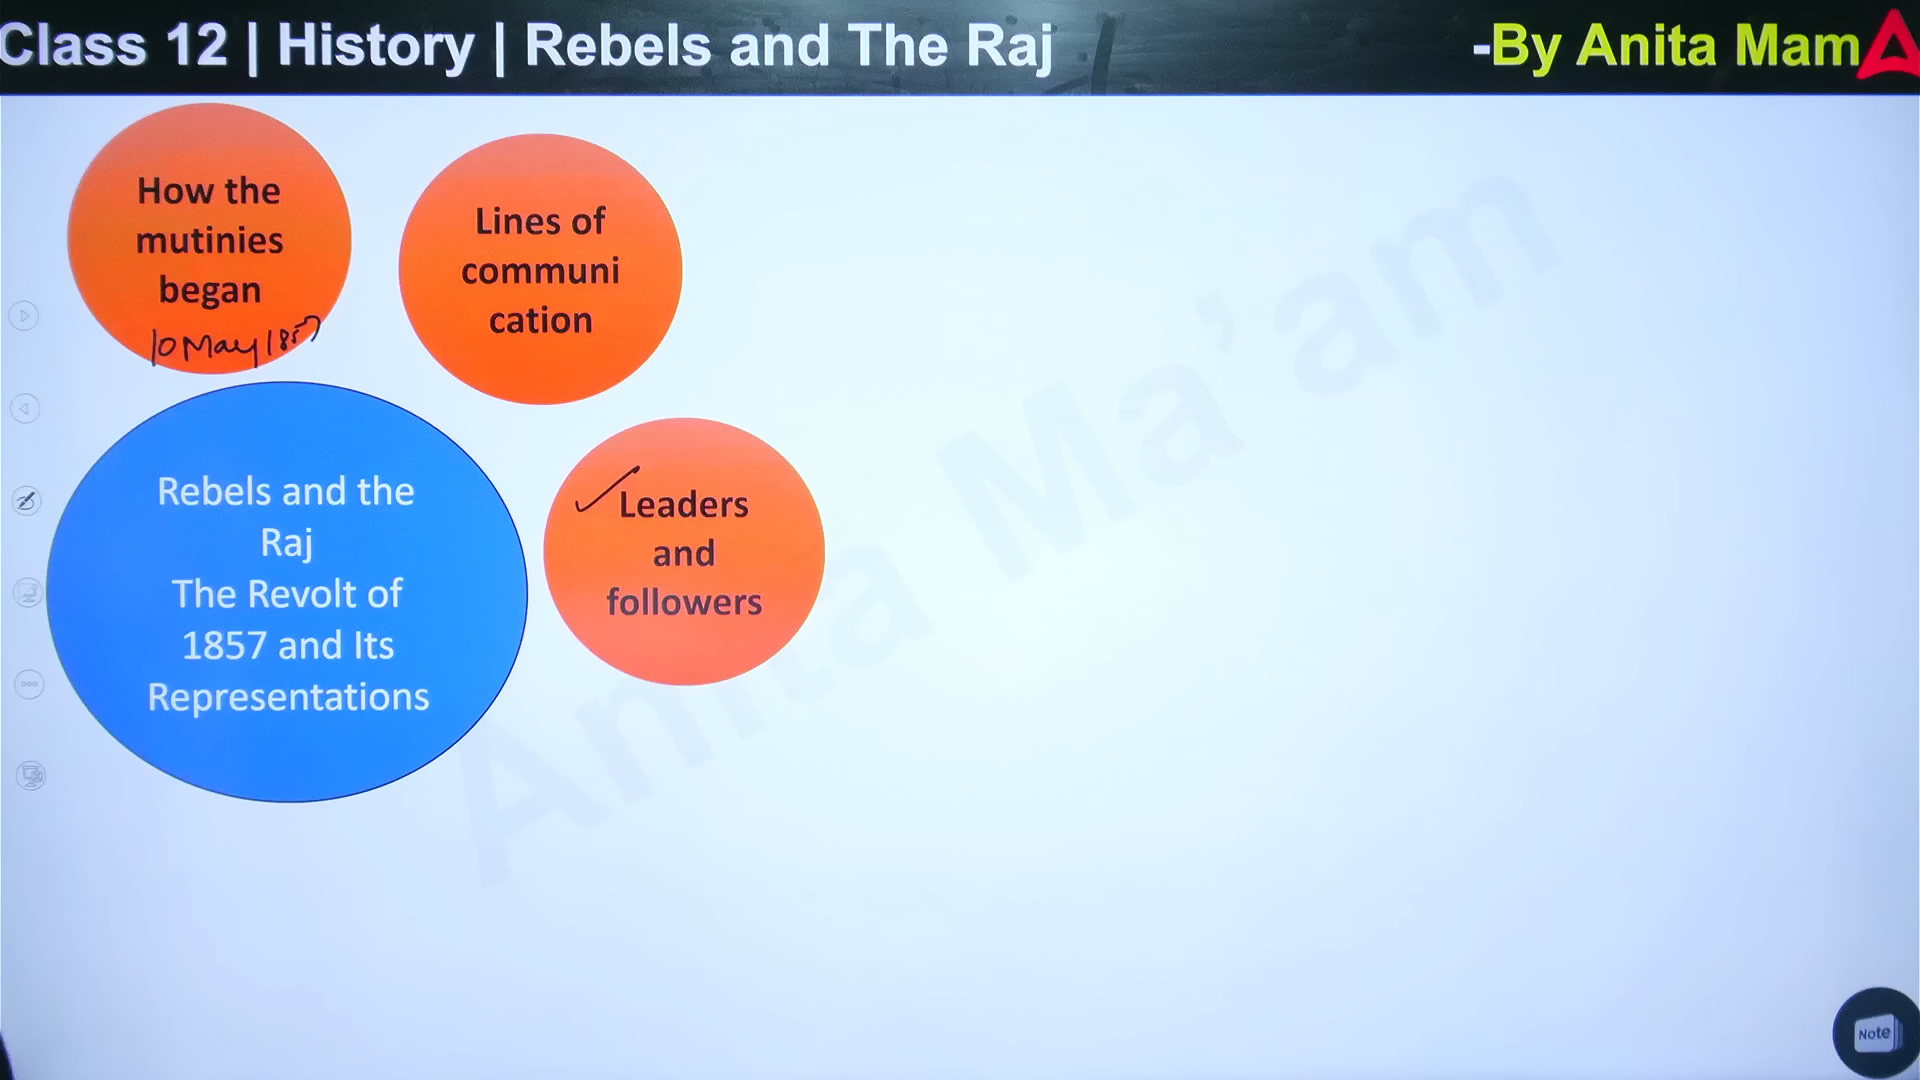 Class 12 | History | Rebels and The Raj
-By Anita Mam
How the
mutinies
began
10 May 1857
Lines of
communi
cation
Leaders
and
followers
Rebels and the
Raj
The Revolt of
1857 and Its
Representations
Anita Ma'am
Note